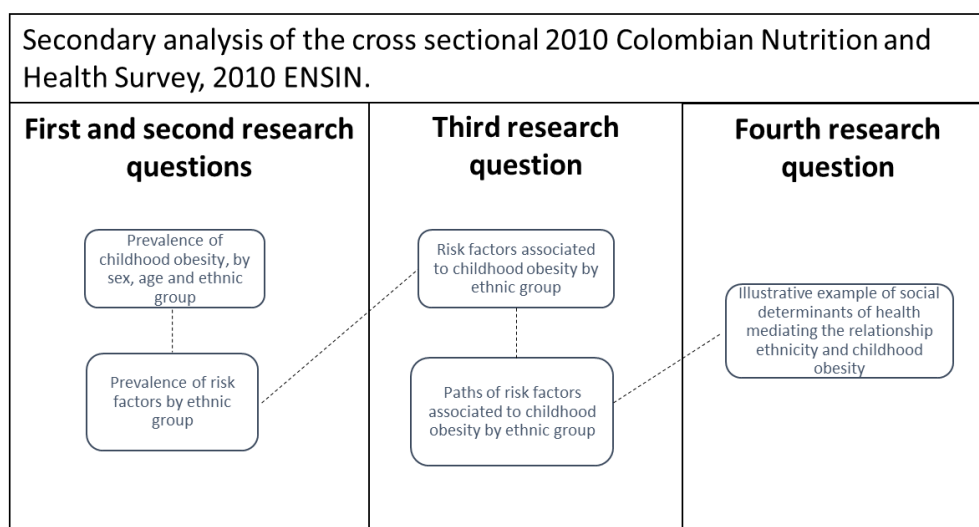 Secondary analysis of the cross sectional 2010 Colombian Nutrition and
Health Survey, 2010 ENSIN.
First and second research
questions
Prevalence of
childhood obesity, by
sex, age and ethnic
group
Prevalence of risk
factors by ethnic
group
Third research
question
Risk factors associated
to childhood obesity by
ethnic group
Paths of risk factors
associated to childhood
obesity by ethnic group
Fourth research
question
Illustrative example of social
determinants of health
mediating the relationship
ethnicity and childhood
obesity